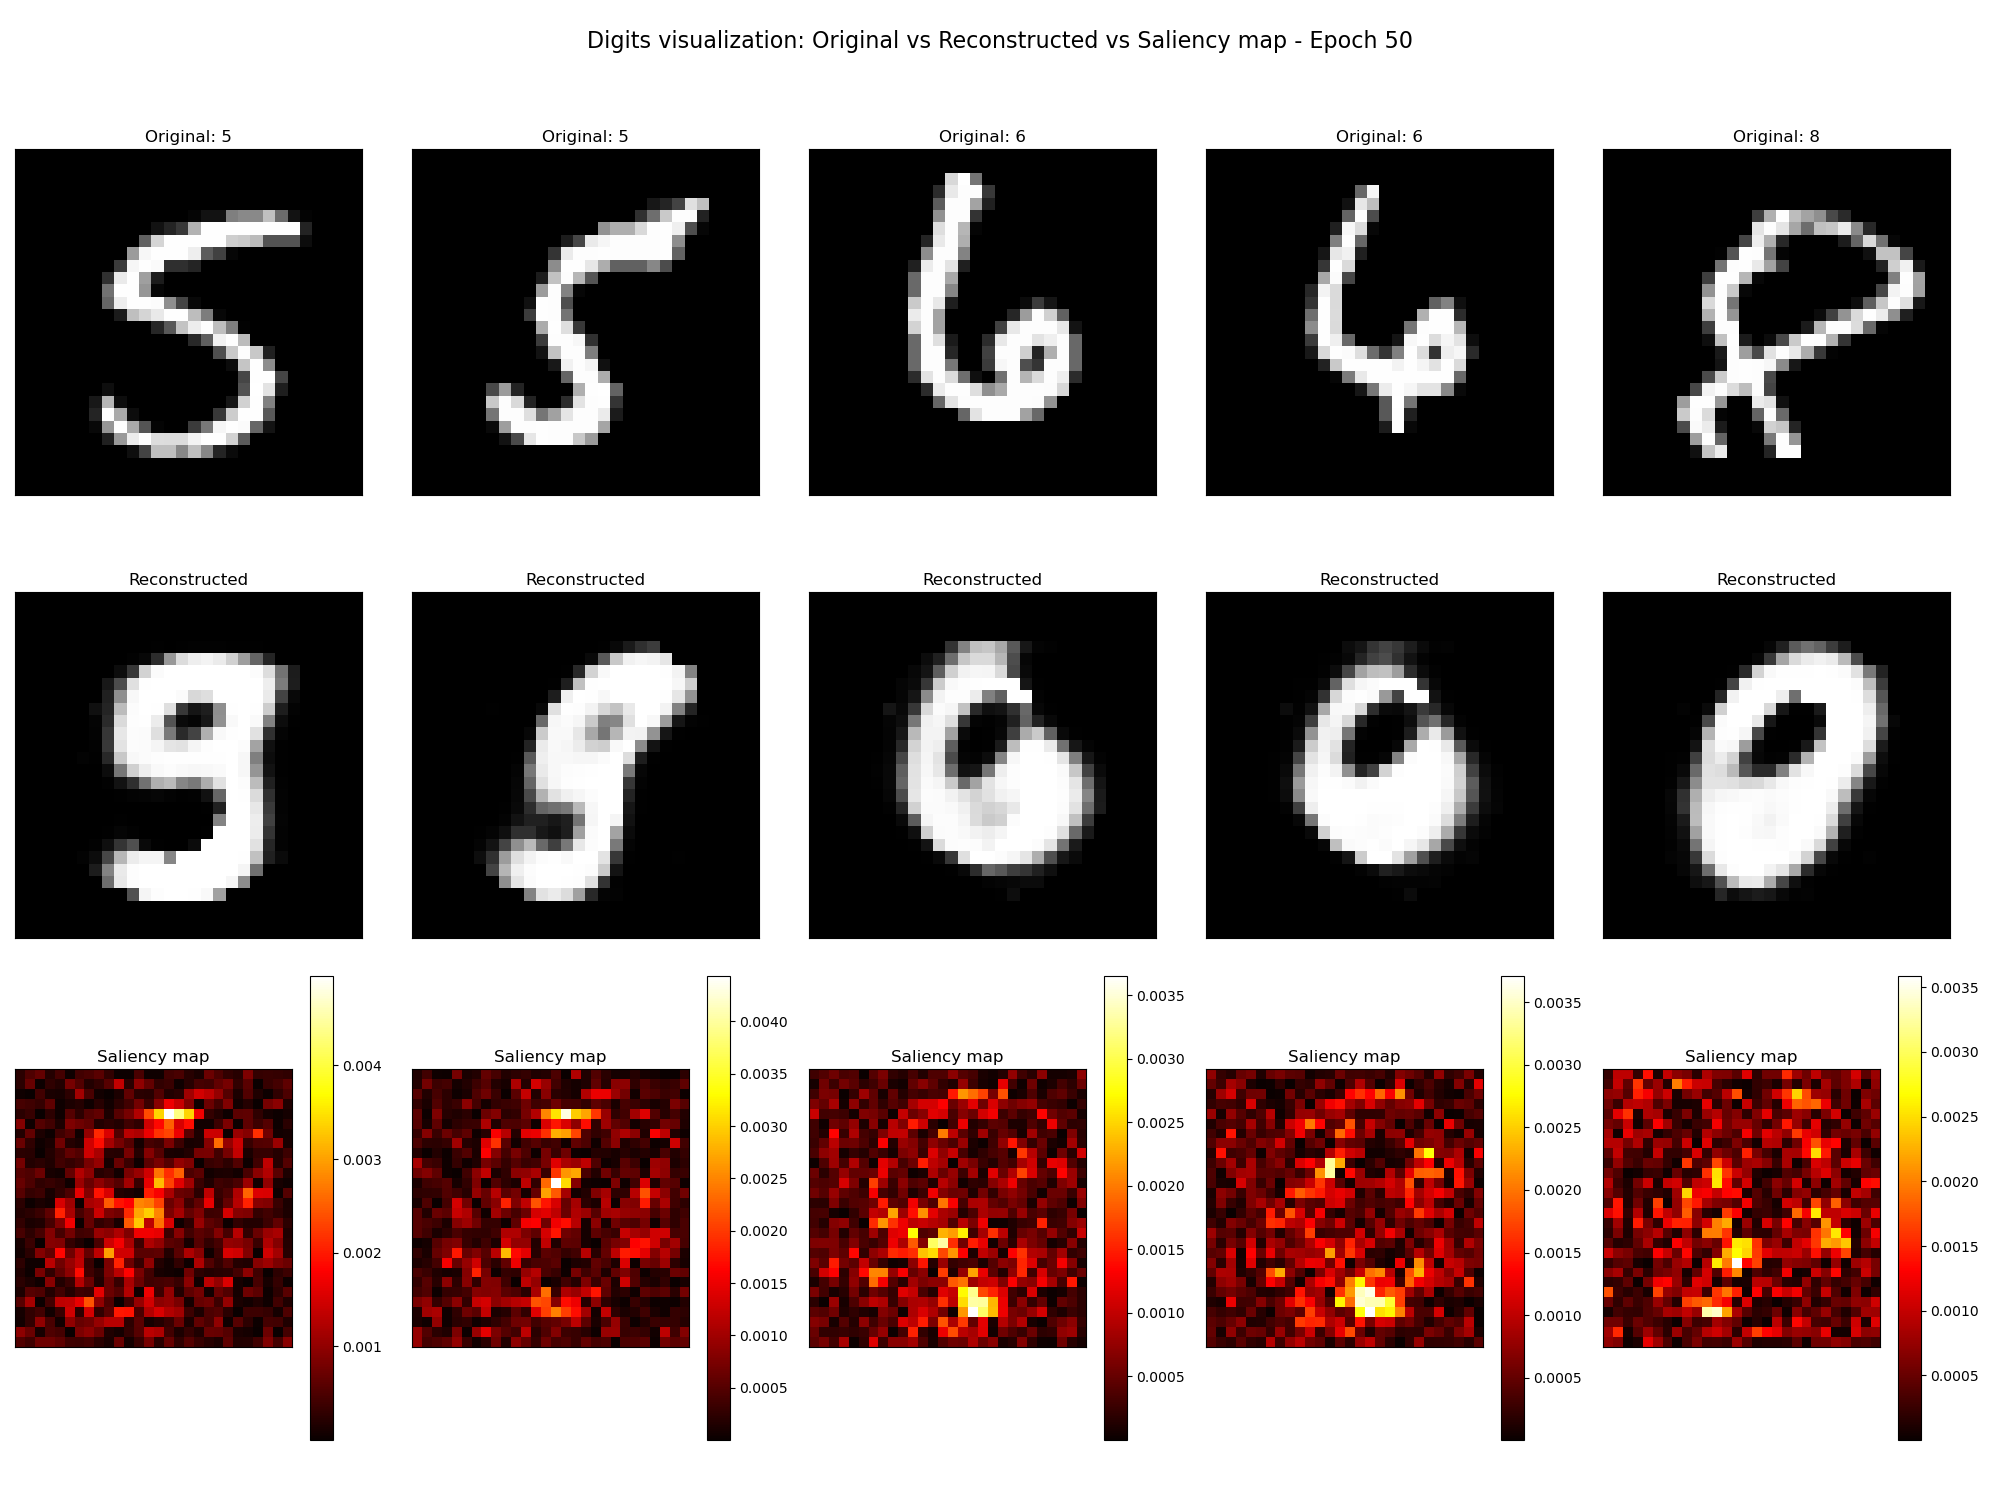 Digits visualization: Original vs Reconstructed vs Saliency map - Epoch 50
Original: 5
Original: 5
Original: 6
Original: 6
Original: 8
Reconstructed
Reconstructed
Reconstructed
Reconstructed
Reconstructed
Saliency map
0.004
0.003
0.002
0.001
Saliency map
0.0040
0.0035
0.0030
0.0025
0.0020
0.0015
0.0010
0.0005
Saliency map
0.0035
0.0030
0.0025
0.0020
0.0015
0.0010
0.0005
Saliency map
0.0035
0.0030
0.0025
0.0020
0.0015
0.0010
0.0005
Saliency map
0.0035
0.0030
0.0025
0.0020
0.0015
0.0010
0.0005